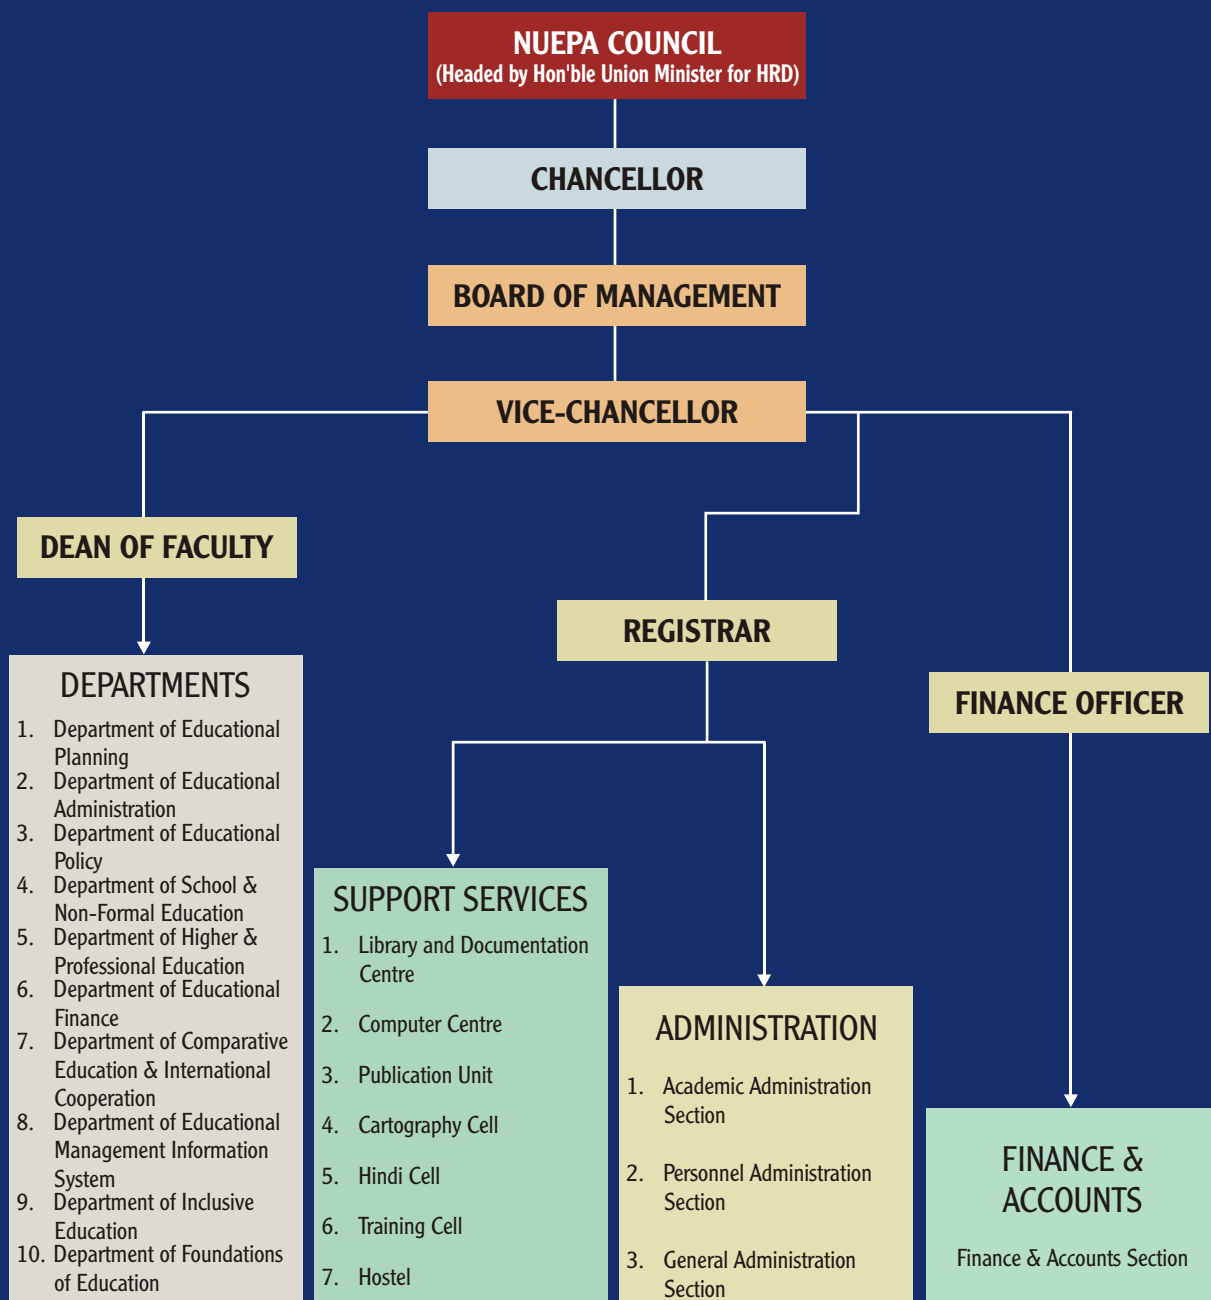 NUEPA COUNCIL
(Headed by Hon'ble Union Minister for HRD)
CHANCELLOR
BOARD OF MANAGEMENT
VICE-CHANCELLOR
DEAN OF FACULTY
REGISTRAR
FINANCE OFFICER
DEPARTMENTS
1. Department of Educational
Planning
2. Department of Educational
Administration
3. Department of Educational
Policy
4. Department of School &
Non-Formal Education
5. Department of Higher &
Professional Education
6. Department of Educational
Finance
7. Department of Comparative
Education & International
Cooperation
8. Department of Educational
Management Information
System
9. Department of Inclusive
Education
10. Department of Foundations
of Education
SUPPORT SERVICES
1. Library and Documentation
Centre
2. Computer Centre
3. Publication Unit
4. Cartography Cell
5. Hindi Cell
6. Training Cell
7. Hostel
ADMINISTRATION
1. Academic Administration
Section
2. Personnel Administration
Section
3. General Administration
Section
FINANCE &
ACCOUNTS
Finance & Accounts Section